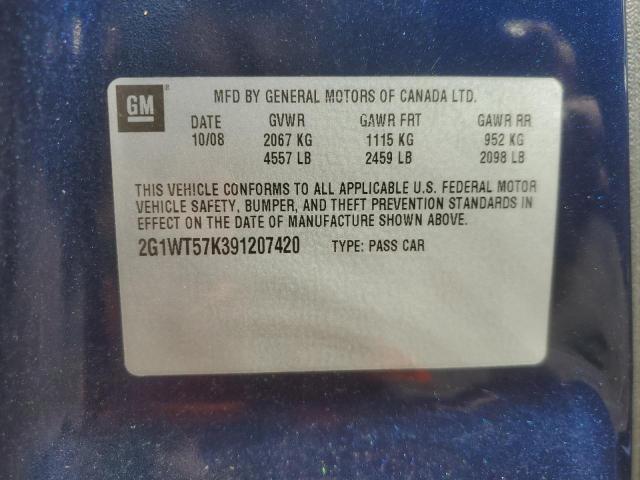 GM ® MFD BY GENERAL MOTORS OF CANADA LTD.
DATE GVWR GAWR FRT GAWR RR
10/08 2067 KG 1115 KG 952 KG
4557 LB 2459 LB 2098 LB
THIS VEHICLE CONFORMS TO ALL APPLICABLE U.S. FEDERAL MOTOR
VEHICLE SAFETY, BUMPER, AND THEFT PREVENTION STANDARDS IN
EFFECT ON THE DATE OF MANUFACTURE SHOWN ABOVE.
2G1WT57K391207420 TYPE: PASS CAR